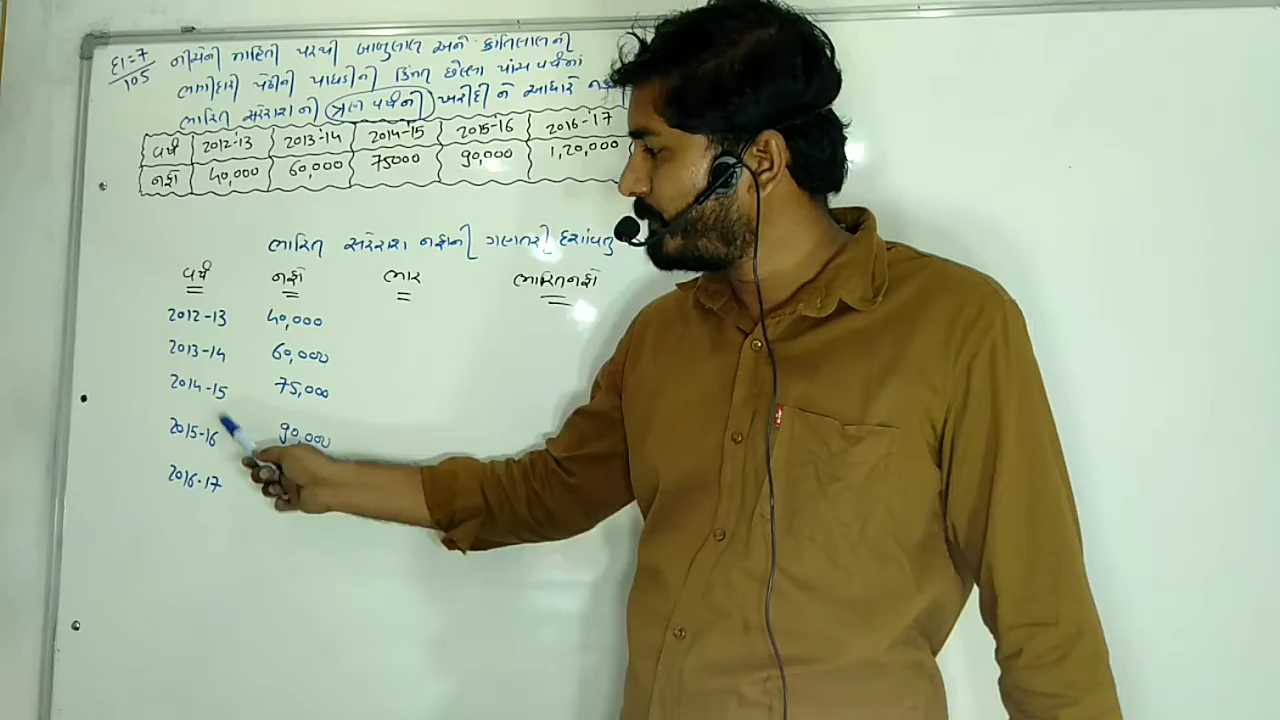 દા=7
105
નીચેની માહિતી પરથી બાબુલાલ અને કાંતિલાલની
ભાગીદારી પેઢીની પાઘડીની કિંમત છેલ્લા પાંચ વર્ષનાં
ભારિત સરેરાશની ત્રણ વર્ષની ખરીદી ને આધારે
વર્ષ 2012-13 2013-14 2014-15 2015-16 2016-17
નફો 40,000 60,000 75000 90,000 1,20,000
ભારિત સરેરાશ નફાની ગણતરી દર્શાવતુ
વર્ષ નફો ભાર ભારિતનફો
2012-13 40,000
2013-14 60,000
2014-15 75,000
2015-16 90,000
2016-17